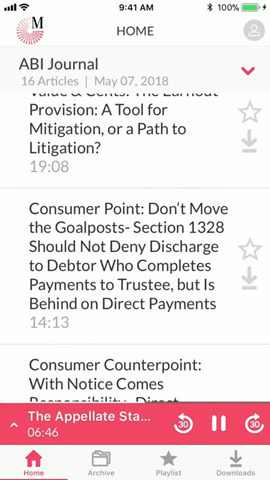 9:41 AM
100%
M
HOME
ABI Journal
16 Articles | May 07, 2018
Value & Cents: The Earnout
Provision: A Tool for
Mitigation, or a Path to
Litigation?
19:08
Consumer Point: Don't Move
the Goalposts- Section 1328
Should Not Deny Discharge
to Debtor Who Completes
Payments to Trustee, but Is
Behind on Direct Payments
14:13
Consumer Counterpoint:
With Notice Comes
Responsibility- Direct
The Appellate Sta...
06:46
30
30
Home
Archive
Playlist
Downloads